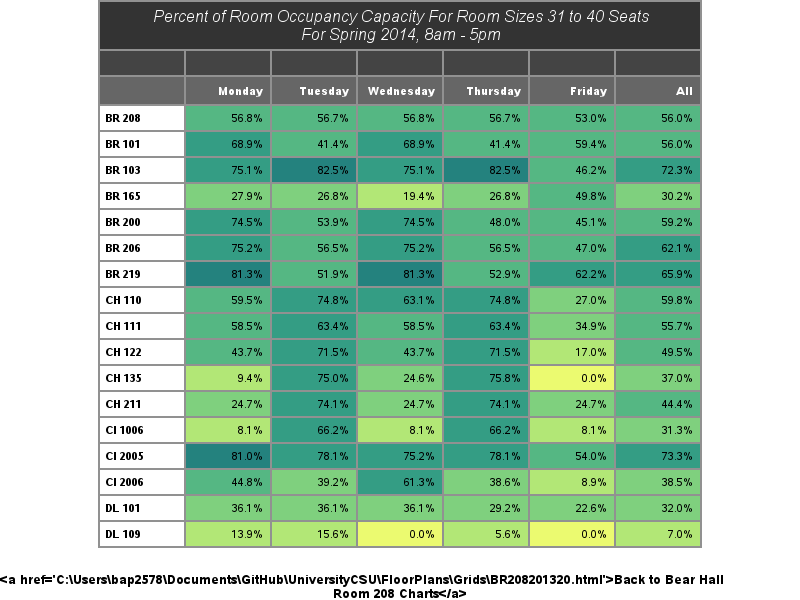 Percent of Room Occupancy Capacity For Room Sizes 31 to 40 Seats
For Spring 2014, 8am - 5pm
Monday Tuesday Wednesday Thursday Friday All
BR 208 56.8% 56.7% 56.8% 56.7% 53.0% 56.0%
BR 101 68.9% 41.4% 68.9% 41.4% 59.4% 56.0%
BR 103 75.1% 82.5% 75.1% 82.5% 46.2% 72.3%
BR 165 27.9% 26.8% 19.4% 26.8% 49.8% 30.2%
BR 200 74.5% 53.9% 74.5% 48.0% 45.1% 59.2%
BR 206 75.2% 56.5% 75.2% 56.5% 47.0% 62.1%
BR 219 81.3% 51.9% 81.3% 52.9% 62.2% 65.9%
CH 110 59.5% 74.8% 63.1% 74.8% 27.0% 59.8%
CH 111 58.5% 63.4% 58.5% 63.4% 34.9% 55.7%
CH 122 43.7% 71.5% 43.7% 71.5% 17.0% 49.5%
CH 135 9.4% 75.0% 24.6% 75.8% 0.0% 37.0%
CH 211 24.7% 74.1% 24.7% 74.1% 24.7% 44.4%
CI 1006 8.1% 66.2% 8.1% 66.2% 8.1% 31.3%
CI 2005 81.0% 78.1% 75.2% 78.1% 54.0% 73.3%
CI 2006 44.8% 39.2% 61.3% 38.6% 8.9% 38.5%
DL 101 36.1% 36.1% 36.1% 29.2% 22.6% 32.0%
DL 109 13.9% 15.6% 0.0% 5.6% 0.0% 7.0%
<a href='C:\Users\bap2578\Documents\GitHub\UniversityCSU\FloorPlans\Grids\BR208201320.html'>Back to Bear Hall
Room 208 Charts</a>